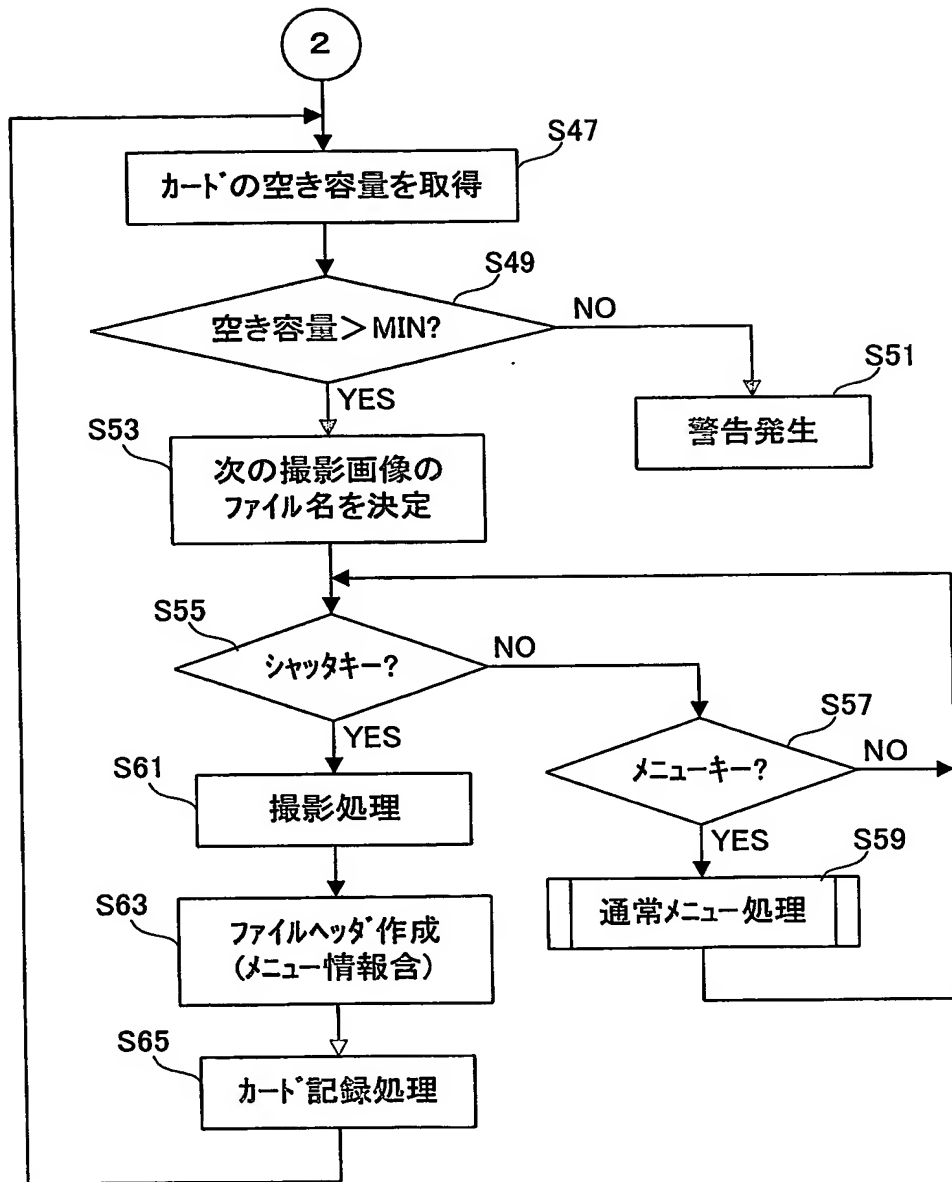 2
S47
カードの空き容量を取得
S49
空き容量>MIN?
NO
YES
S51
警告発生
S53
次の撮影画像の
ファイル名を決定
S55
シャッタキー?
NO
YES
S57
メニューキー?
NO
YES
S59
通常メニュー処理
S61
撮影処理
S63
ファイルヘッダ作成
(メニュー情報含)
S65
カード記録処理